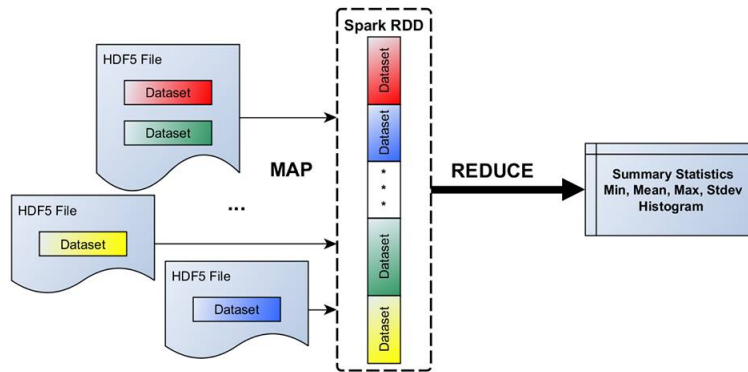 Spark RDD
HDF5 File
Dataset
Dataset
MAP
...
HDF5 File
Dataset
HDF5 File
Dataset
Dataset
Dataset
*
*
*
Dataset
Dataset
REDUCE
Summary Statistics
Min, Mean, Max, Stdev
Histogram